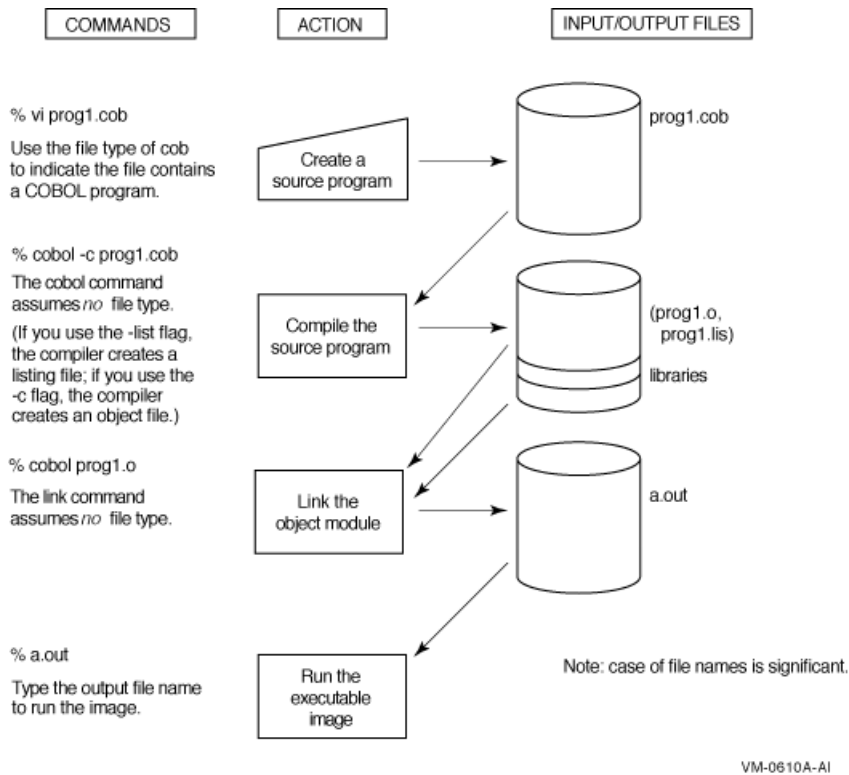 COMMANDS
ACTION
INPUT/OUTPUT FILES
% vi prog1.cob
Use the file type of cob
to indicate the file contains
a COBOL program.
Create a
source program
prog1.cob
% cobol -c prog1.cob
The cobol command
assumes no file type.
(If you use the -list flag,
the compiler creates a
listing file; if you use the
-c flag, the compiler
creates an object file.)
Compile the
source program
(prog1.o,
prog1.lis)
libraries
% cobol prog1.o
The link command
assumes no file type.
Link the
object module
a.out
% a.out
Type the output file name
to run the image.
Run the
executable
image
Note: case of file names is significant.
VM-0610A-AI